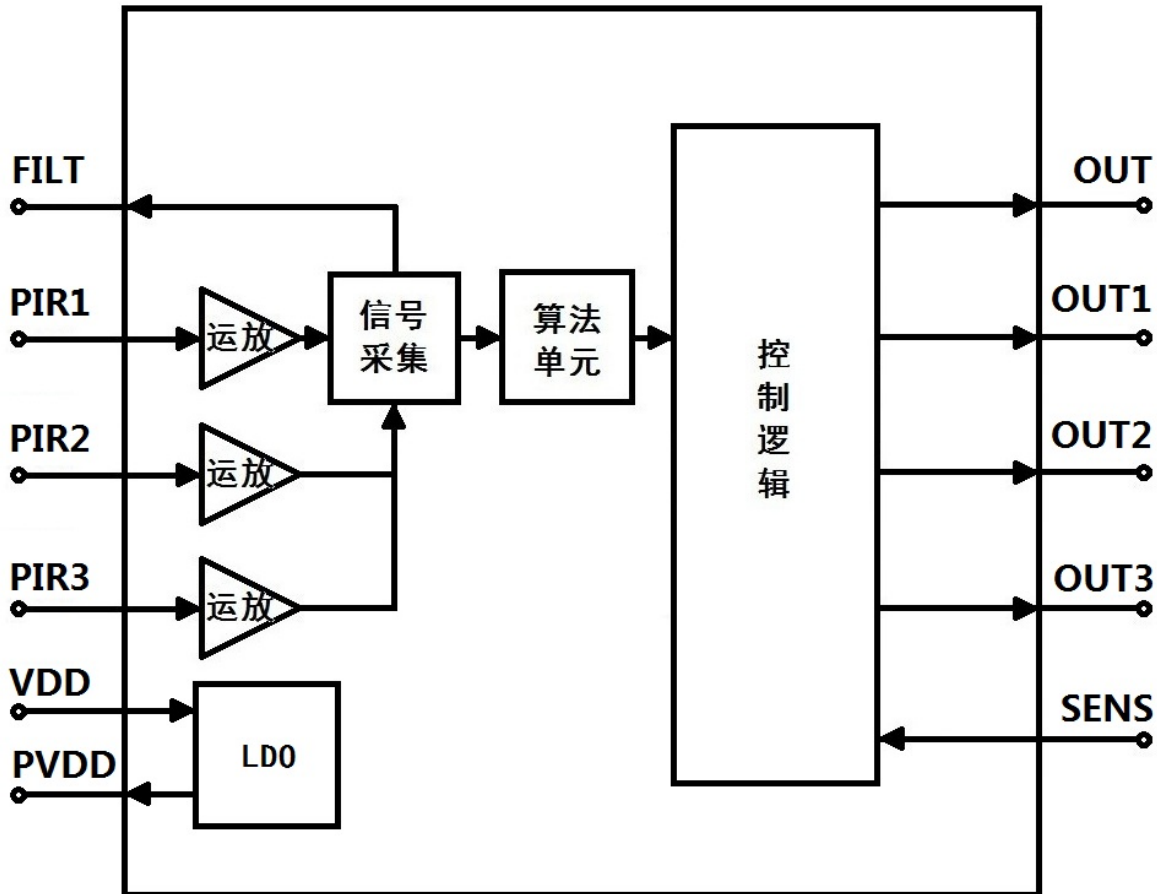 FILT
PIR1
PIR2
PIR3
VDD
PVDD
运放
运放
运放
LDO
信号
采集
算法
单元
控
制
逻
辑
OUT
OUT1
OUT2
OUT3
SENS